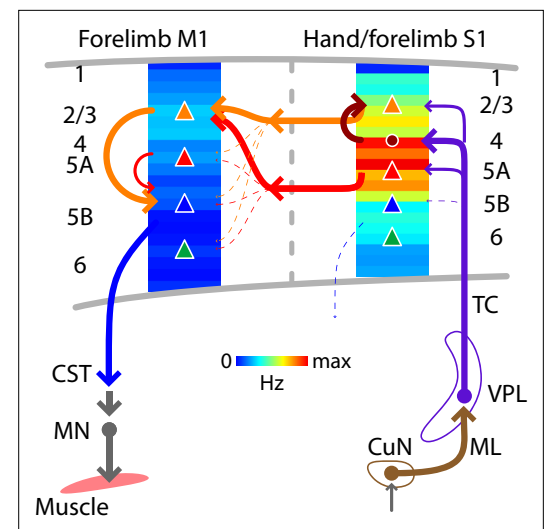 Forelimb M1
Hand/forelimb S1
1
2/3
4
5A
5B
6
1
2/3
4
5A
5B
6
TC
0 max
Hz
CST
VPL
MN
CuN
ML
Muscle